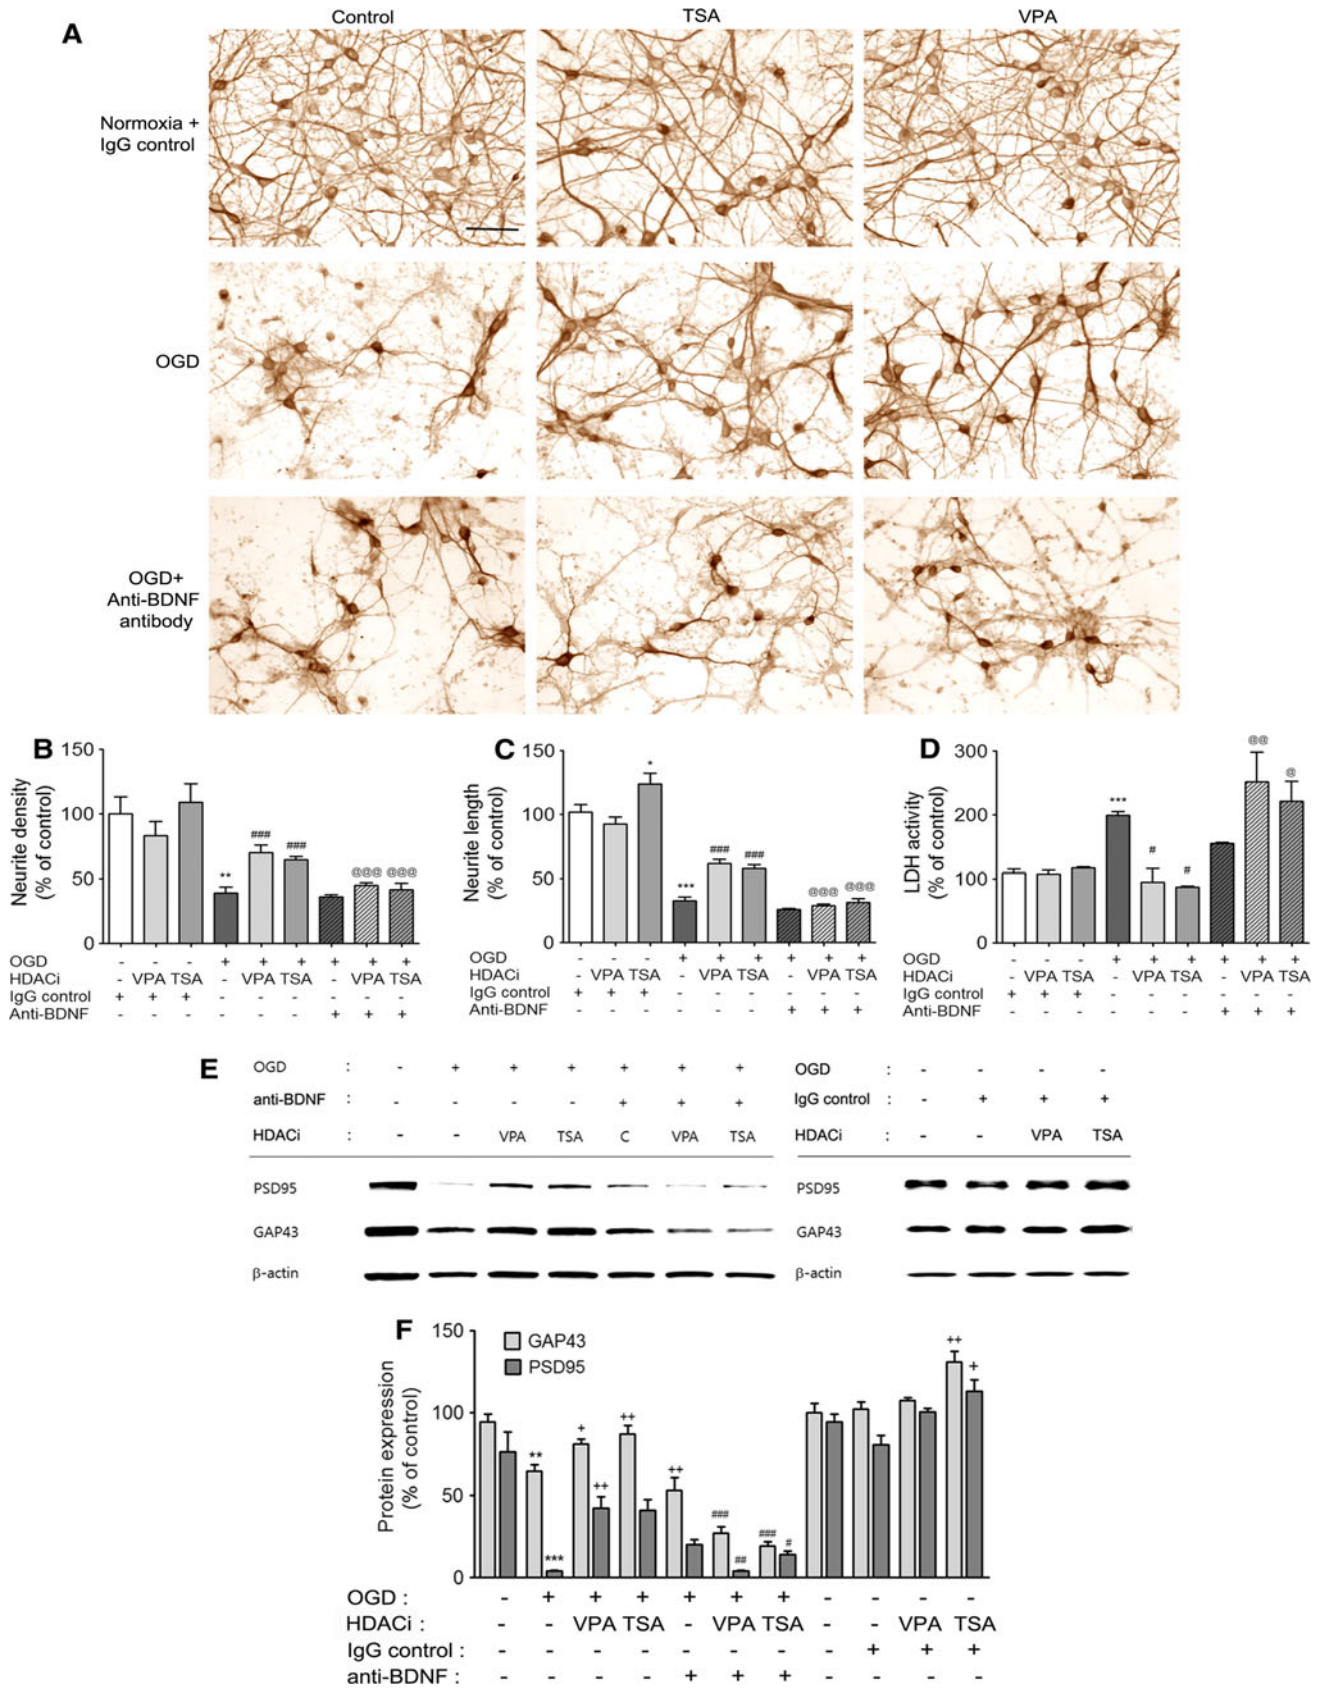 Control TSA VPA
A
Normoxia +
IgG control
OGD
OGD+
Anti-BDNF
antibody
B
Neurite density
(% of control)
150
100
50
0
** ### ### @@@ @@@
OGD - - - + + + + + +
HDACi - VPA TSA - VPA TSA - VPA TSA
IgG control + + + - - - - - -
Anti-BDNF - - - - - - + + +
C
Neurite length
(% of control)
150
100
50
0
* *** ### ### @@@ @@@
OGD - - - + + + + + +
HDACi - VPA TSA - VPA TSA - VPA TSA
IgG control + + + - - - - - -
Anti-BDNF - - - - - - + + +
D
LDH activity
(% of control)
300
200
100
0
*** # # @@ @
OGD - - - + + + + + +
HDACi - VPA TSA - VPA TSA - VPA TSA
IgG control + + + - - - - - -
Anti-BDNF - - - - - - + + +
E
OGD : - + + + + + +
anti-BDNF : - - - - + + +
HDACi : - - VPA TSA C VPA TSA
PSD95
GAP43
β-actin
OGD : - - - -
IgG control : - + + +
HDACi : - - VPA TSA
PSD95
GAP43
β-actin
F
GAP43
PSD95
Protein expression
(% of control)
150
100
50
0
** *** + ++ ++ ++ ### ## ### # ++ +
OGD : - + + + + + + - - - -
HDACi : - - VPA TSA - VPA TSA - - VPA TSA
IgG control : - - - - - - - - + + +
anti-BDNF : - - - - + + + - - - -